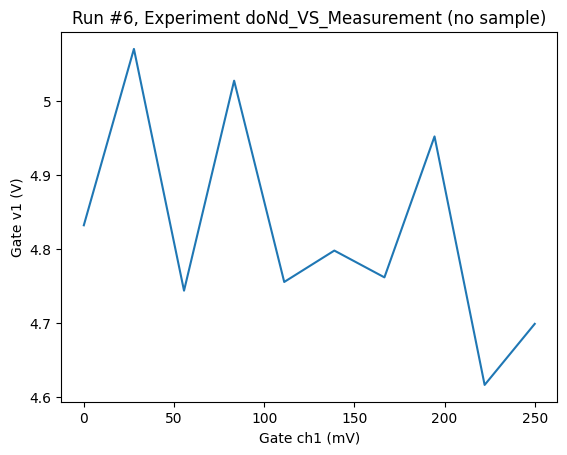 Run #6, Experiment doNd_VS_Measurement (no sample)
5
4.9
4.8
4.7
4.6
Gate v1 (V)
0 50 100 150 200 250
Gate ch1 (mV)